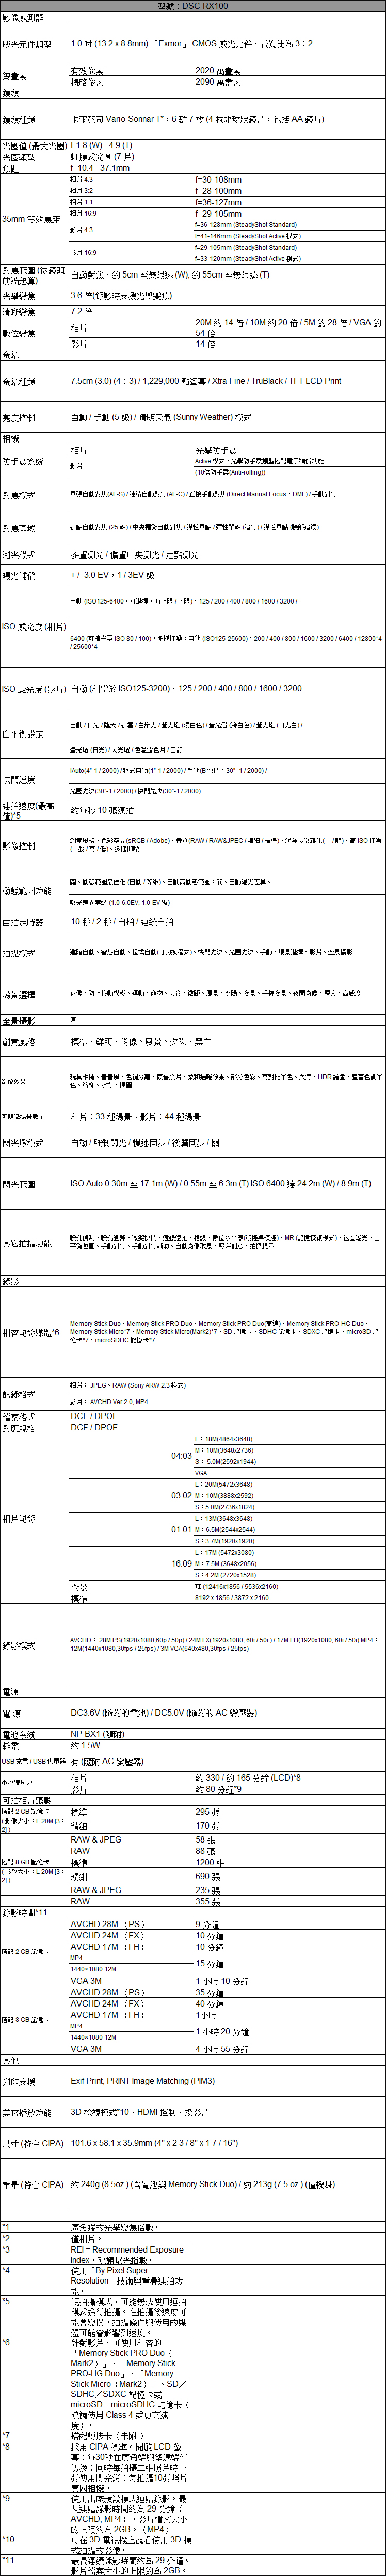 型號：DSC-RX100
影像感測器
感光元件類型
1.0 吋 (13.2 x 8.8mm) 「Exmor」 CMOS 感光元件，長寬比為 3：2
總畫素
有效像素
2020 萬畫素
概略像素
2090 萬畫素
鏡頭
鏡頭種類
卡爾蔡司 Vario-Sonnar T*，6 群 7 枚 (4 枚非球狀鏡片，包括 AA 鏡片)
光圈值 (最大光圈)
F1.8 (W) - 4.9 (T)
光圈類型
虹膜式光圈 (7 片)
焦距
f=10.4 - 37.1mm
35mm 等效焦距
相片 4:3
f=30-108mm
相片 3:2
f=28-100mm
相片 1:1
f=36-127mm
相片 16:9
f=29-105mm
影片 4:3
f=36-128mm (SteadyShot Standard)
f=41-146mm (SteadyShot Active 模式)
影片 16:9
f=29-105mm (SteadyShot Standard)
f=33-120mm (SteadyShot Active 模式)
對焦範圍 (從鏡頭
前端起算)
自動對焦，約 5cm 至無限遠 (W), 約 55cm 至無限遠 (T)
光學變焦
3.6 倍(錄影時支援光學變焦)
清晰變焦
7.2 倍
數位變焦
相片
20M 約 14 倍 / 10M 約 20 倍 / 5M 約 28 倍 / VGA 約
54 倍
影片
14 倍
螢幕
螢幕種類
7.5cm (3.0) (4：3) / 1,229,000 點螢幕 / Xtra Fine / TruBlack / TFT LCD Print
亮度控制
自動 / 手動 (5 級) / 晴朗天氣 (Sunny Weather) 模式
相機
防手震系統
相片
光學防手震
影片
Active 模式，光學防手震類型搭配電子補償功能
(10倍防手震(Anti-rolling))
對焦模式
單張自動對焦(AF-S) / 連續自動對焦(AF-C) / 直接手動對焦(Direct Manual Focus，DMF) / 手動對焦
對焦區域
多點自動對焦 (25 點) / 中央權衡自動對焦 / 彈性單點 / 彈性單點 (追焦) / 彈性單點 (臉部追蹤)
測光模式
多重測光 / 偏重中央測光 / 定點測光
曝光補償
+ / -3.0 EV，1 / 3EV 級
ISO 感光度 (相片)
自動 (ISO125-6400，可選擇，有上限 / 下限)、125 / 200 / 400 / 800 / 1600 / 3200 /
6400 (可擴充至 ISO 80 / 100)，多框抑噪：自動 (ISO125-25600)，200 / 400 / 800 / 1600 / 3200 / 6400 / 12800*4
/ 25600*4
ISO 感光度 (影片)
自動 (相當於 ISO125-3200)，125 / 200 / 400 / 800 / 1600 / 3200
白平衡設定
自動 / 日光 / 陰天 / 多雲 / 白熾光 / 螢光燈 (暖白色) / 螢光燈 (冷白色) / 螢光燈 (日光白) /
螢光燈 (日光) / 閃光燈 / 色溫濾色片 / 自訂
快門速度
iAuto(4"-1 / 2000) / 程式自動(1"-1 / 2000) / 手動(B快門，30"- 1 / 2000) /
光圈先決(30"-1 / 2000) / 快門先決(30"-1 / 2000)
連拍速度(最高
值)*5
約每秒 10 張連拍
影像控制
創意風格、色彩空間(sRGB / Adobe)、畫質(RAW / RAW&JPEG / 精細 / 標準)、消除長曝雜訊(開 / 關)、高 ISO 抑噪
(一般 / 高 / 低)、多框抑噪
動態範圍功能
關、動態範圍最佳化 (自動 / 等級)、自動高動態範圍：關、自動曝光差異、
曝光差異等級 (1.0-6.0EV, 1.0-EV級)
自拍定時器
10 秒 / 2 秒 / 自拍 / 連續自拍
拍攝模式
進階自動、智慧自動、程式自動(可切換程式)、快門先決、光圈先決、手動、場景選擇、影片、全景攝影
場景選擇
肖像、防止移動模糊、運動、寵物、美食、微距、風景、夕陽、夜景、手持夜景、夜間肖像、煙火、高感度
全景攝影
有
創意風格
標準、鮮明、肖像、風景、夕陽、黑白
影像效果
玩具相機、普普風、色調分離、懷舊照片、柔和過曝效果、部分色彩、高對比單色、柔焦、HDR 繪畫、豐富色調單
色、縮樣、水彩、插圖
可辨識場景數量
相片：33 種場景、影片：44 種場景
閃光燈模式
自動 / 強制閃光 / 慢速同步 / 後簾同步 / 關
閃光範圍
ISO Auto 0.30m 至 17.1m (W) / 0.55m 至 6.3m (T) ISO 6400 達 24.2m (W) / 8.9m (T)
其它拍攝功能
臉孔偵測、臉孔登錄、微笑快門、邊錄邊拍、格線、數位水平儀(縱搖與橫搖)、MR (記憶恢復模式)、包圍曝光、白
平衡包圍、手動對焦、手動對焦輔助、自動肖像取景、照片創意、拍攝提示
錄影
相容記錄媒體*6
Memory Stick Duo、Memory Stick PRO Duo、Memory Stick PRO Duo(高速)、Memory Stick PRO-HG Duo、
Memory Stick Micro*7、Memory Stick Micro(Mark2)*7、SD 記憶卡、SDHC 記憶卡、SDXC 記憶卡、microSD 記
憶卡*7、microSDHC 記憶卡*7
記錄格式
相片： JPEG、RAW (Sony ARW 2.3 格式)
影片： AVCHD Ver.2.0, MP4
檔案格式
DCF / DPOF
對應規格
DCF / DPOF
相片記錄
04:03
L：18M(4864x3648)
M：10M(3648x2736)
S： 5.0M(2592x1944)
VGA
03:02
L：20M(5472x3648)
M：10M(3888x2592)
S：5.0M(2736x1824)
01:01
L：13M(3648x3648)
M：6.5M(2544x2544)
S：3.7M(1920x1920)
16:09
L：17M (5472x3080)
M：7.5M (3648x2056)
S：4.2M (2720x1528)
全景
寬 (12416x1856 / 5536x2160)
標準
8192 x 1856 / 3872 x 2160
錄影模式
AVCHD： 28M PS(1920x1080,60p / 50p) / 24M FX(1920x1080, 60i / 50i ) / 17M FH(1920x1080, 60i / 50i) MP4：
12M(1440x1080,30fps / 25fps) / 3M VGA(640x480,30fps / 25fps)
電源
電 源
DC3.6V (隨附的電池) / DC5.0V (隨附的 AC 變壓器)
電池系統
NP-BX1 (隨附)
耗電
約 1.5W
USB 充電 / USB 供電器
有 (隨附 AC 變壓器)
電池續航力
相片
約 330 / 約 165 分鐘 (LCD)*8
影片
約 80 分鐘*9
可拍相片張數
搭配 2 GB 記憶卡
標準
295 張
( 影像大小：L 20M [3：
2] )
精細
170 張
RAW & JPEG
58 張
RAW
88 張
搭配 8 GB 記憶卡
標準
1200 張
( 影像大小：L 20M [3：
2] )
精細
690 張
RAW & JPEG
235 張
RAW
355 張
錄影時間*11
搭配 2 GB 記憶卡
AVCHD 28M （PS）
9 分鐘
AVCHD 24M （FX）
10 分鐘
AVCHD 17M （FH）
10 分鐘
MP4
1440×1080 12M
15 分鐘
VGA 3M
1 小時 10 分鐘
搭配 8 GB 記憶卡
AVCHD 28M （PS）
35 分鐘
AVCHD 24M （FX）
40 分鐘
AVCHD 17M （FH）
1小時
MP4
1440×1080 12M
1 小時 20 分鐘
VGA 3M
4 小時 55 分鐘
其他
列印支援
Exif Print, PRINT Image Matching (PIM3)
其它播放功能
3D 檢視模式*10、HDMI 控制、投影片
尺寸 (符合 CIPA)
101.6 x 58.1 x 35.9mm (4" x 2 3 / 8" x 1 7 / 16")
重量 (符合 CIPA)
約 240g (8.5oz.) (含電池與 Memory Stick Duo) / 約 213g (7.5 oz.) (僅機身)
*1
廣角端的光學變焦倍數。
*2
僅相片。
*3
REI = Recommended Exposure
Index，建議曝光指數。
*4
使用「By Pixel Super
Resolution」技術與重疊連拍功
能。
*5
視拍攝模式，可能無法使用連拍
模式進行拍攝。在拍攝後速度可
能會變慢。拍攝條件與使用的媒
體可能會影響到速度。
*6
針對影片，可使用相容的
「Memory Stick PRO Duo（
Mark2）」、「Memory Stick
PRO-HG Duo」、「Memory
Stick Micro（Mark2）」、SD／
SDHC／SDXC 記憶卡或
microSD／microSDHC 記憶卡（
建議使用 Class 4 或更高速
度）。
*7
搭配轉接卡（未附）
*8
採用 CIPA 標準。開啟 LCD 螢
幕；每30秒在廣角端與望遠端作
切換；同時每拍攝二張照片時一
張使用閃光燈；每拍攝10張照片
間關相機。
*9
使用出廠預設模式連續錄影。最
長連續錄影時間約為 29 分鐘（
AVCHD, MP4）。影片檔案大小
的上限約為 2GB。（MP4）
*10
可在 3D 電視機上觀看使用 3D 模
式拍攝的影像。
*11
最長連續錄影時間約為 29 分鐘。
影片檔案大小的上限約為 2GB。